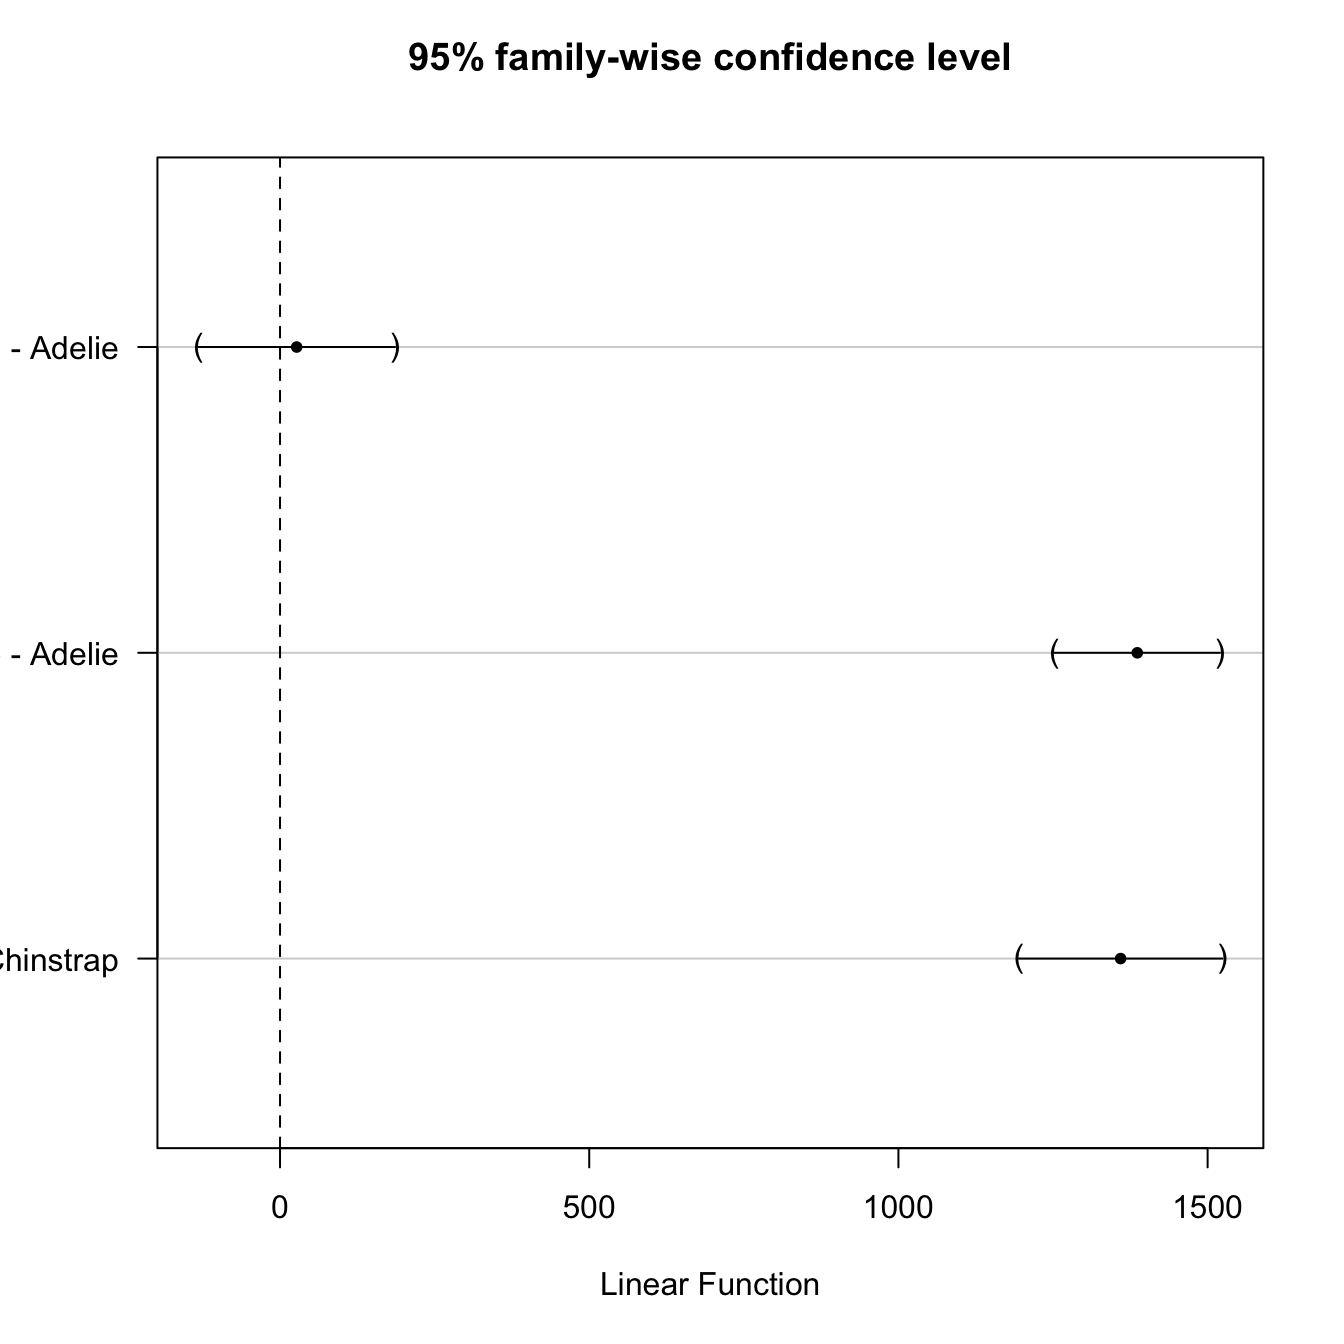 95% family-wise confidence level
- Adelie
- Adelie
Chinstrap
0 500 1000 1500
Linear Function